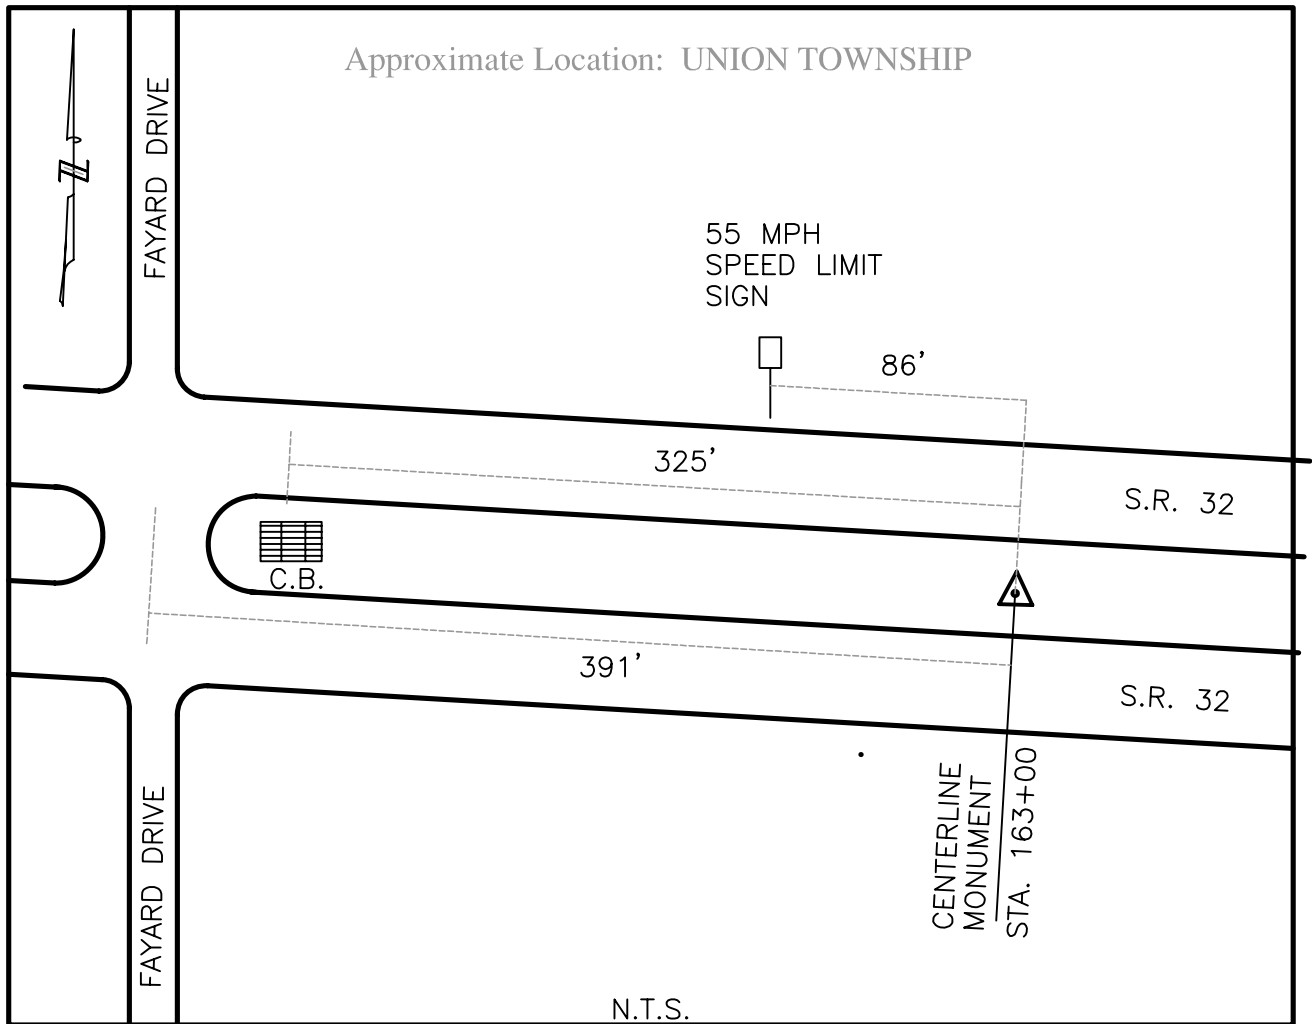 Approximate Location: UNION TOWNSHIP
N
FAYARD DRIVE
55 MPH
SPEED LIMIT
SIGN
86'
325'
S.R. 32
C.B.
391'
S.R. 32
FAYARD DRIVE
CENTERLINE
MONUMENT
STA. 163+00
N.T.S.